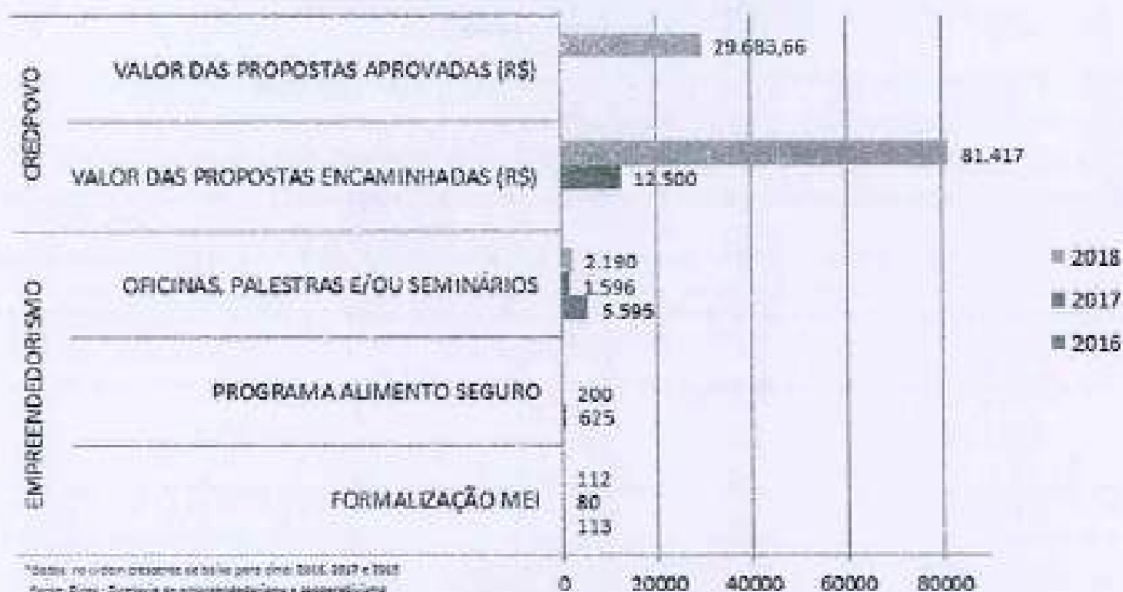 CREDPOVO
VALOR DAS PROPOSTAS APROVADAS (R$)
29.683,66
VALOR DAS PROPOSTAS ENCAMINHADAS (R$)
81.417
12.500
EMPREENDEDORISMO
OFICINAS, PALESTRAS E/OU SEMINÁRIOS
2.190
1.596
5.595
PROGRAMA ALIMENTO SEGURO
200
625
FORMALIZAÇÃO MEI
112
80
113
0 20000 40000 60000 80000
2018
2017
2016